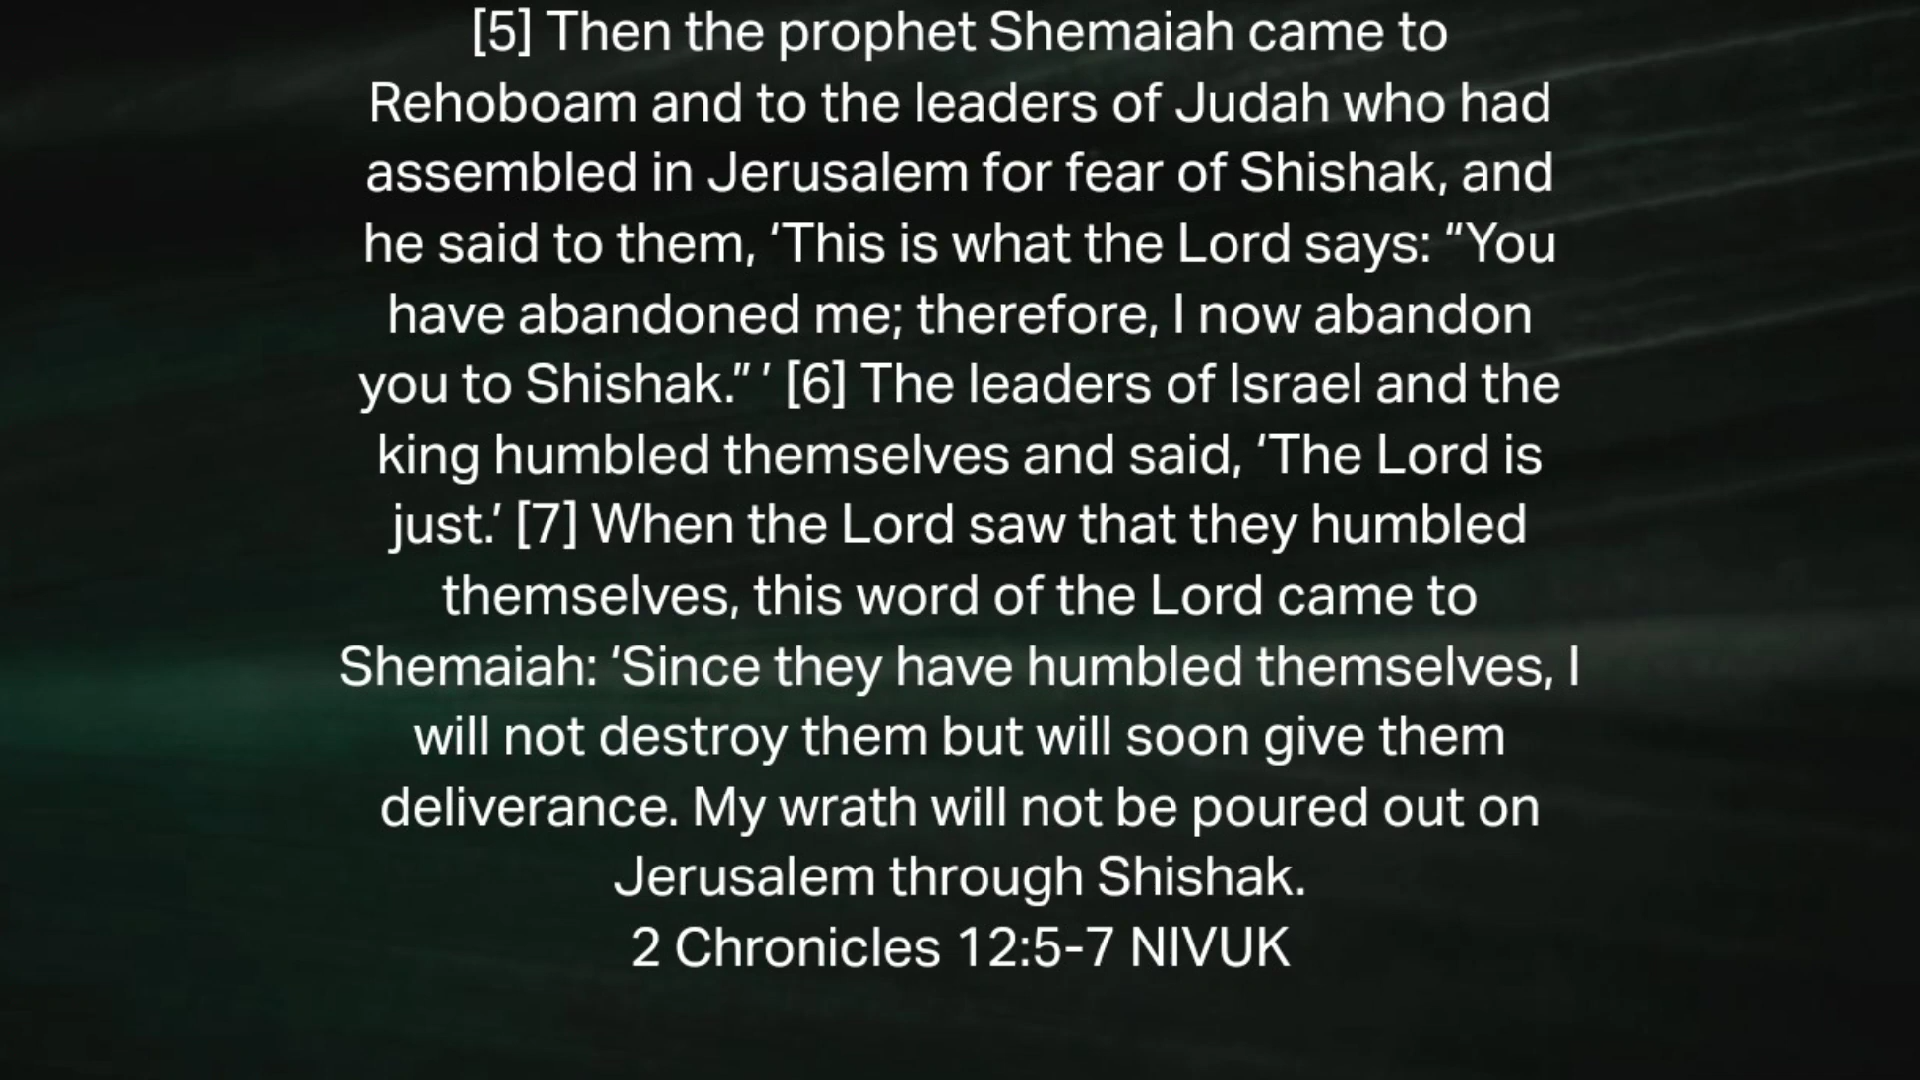 [5] Then the prophet Shemaiah came to
Rehoboam and to the leaders of Judah who had
assembled in Jerusalem for fear of Shishak, and
he said to them, ‘This is what the Lord says: “You
have abandoned me; therefore, I now abandon
you to Shishak.” ’ [6] The leaders of Israel and the
king humbled themselves and said, ‘The Lord is
just.’ [7] When the Lord saw that they humbled
themselves, this word of the Lord came to
Shemaiah: ‘Since they have humbled themselves, I
will not destroy them but will soon give them
deliverance. My wrath will not be poured out on
Jerusalem through Shishak.
2 Chronicles 12:5-7 NIVUK